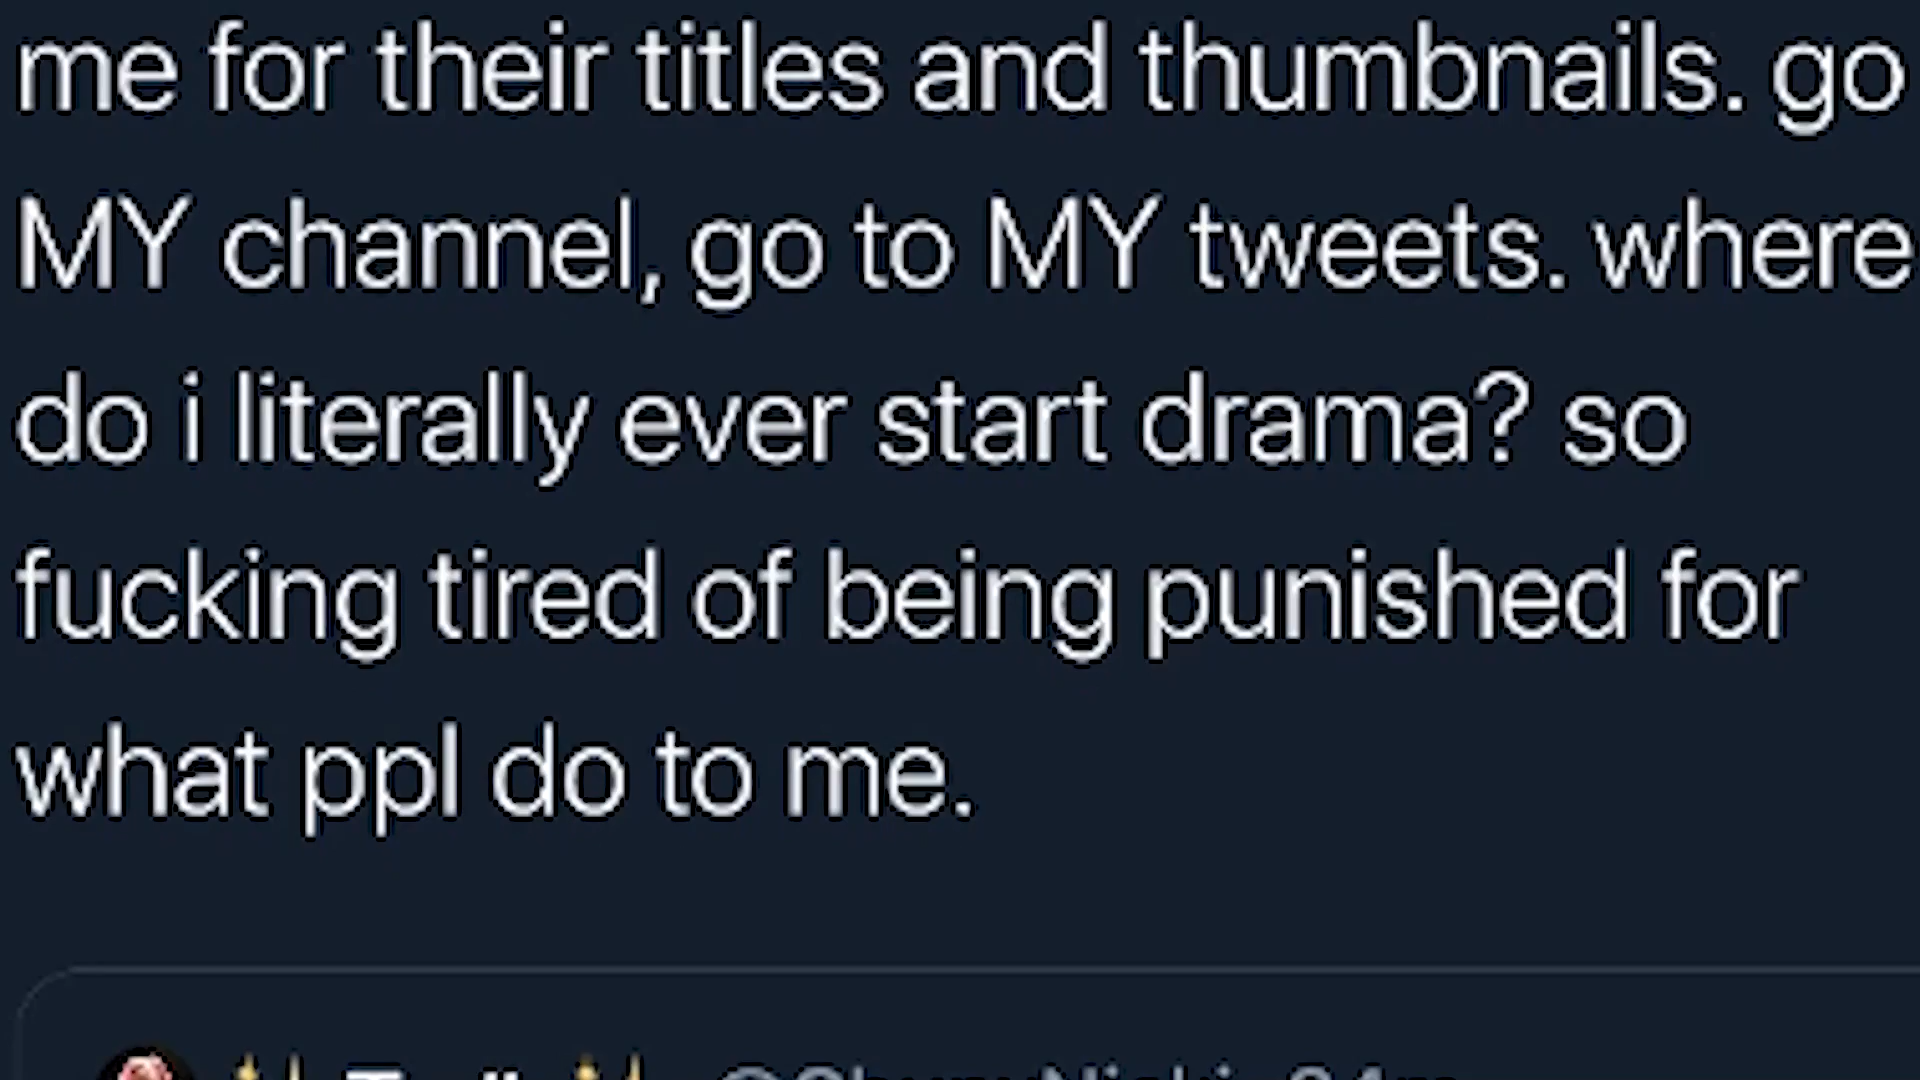 me for their titles and thumbnails. go
MY channel, go to MY tweets. where
do i literally ever start drama? so
fucking tired of being punished for
what ppl do to me.